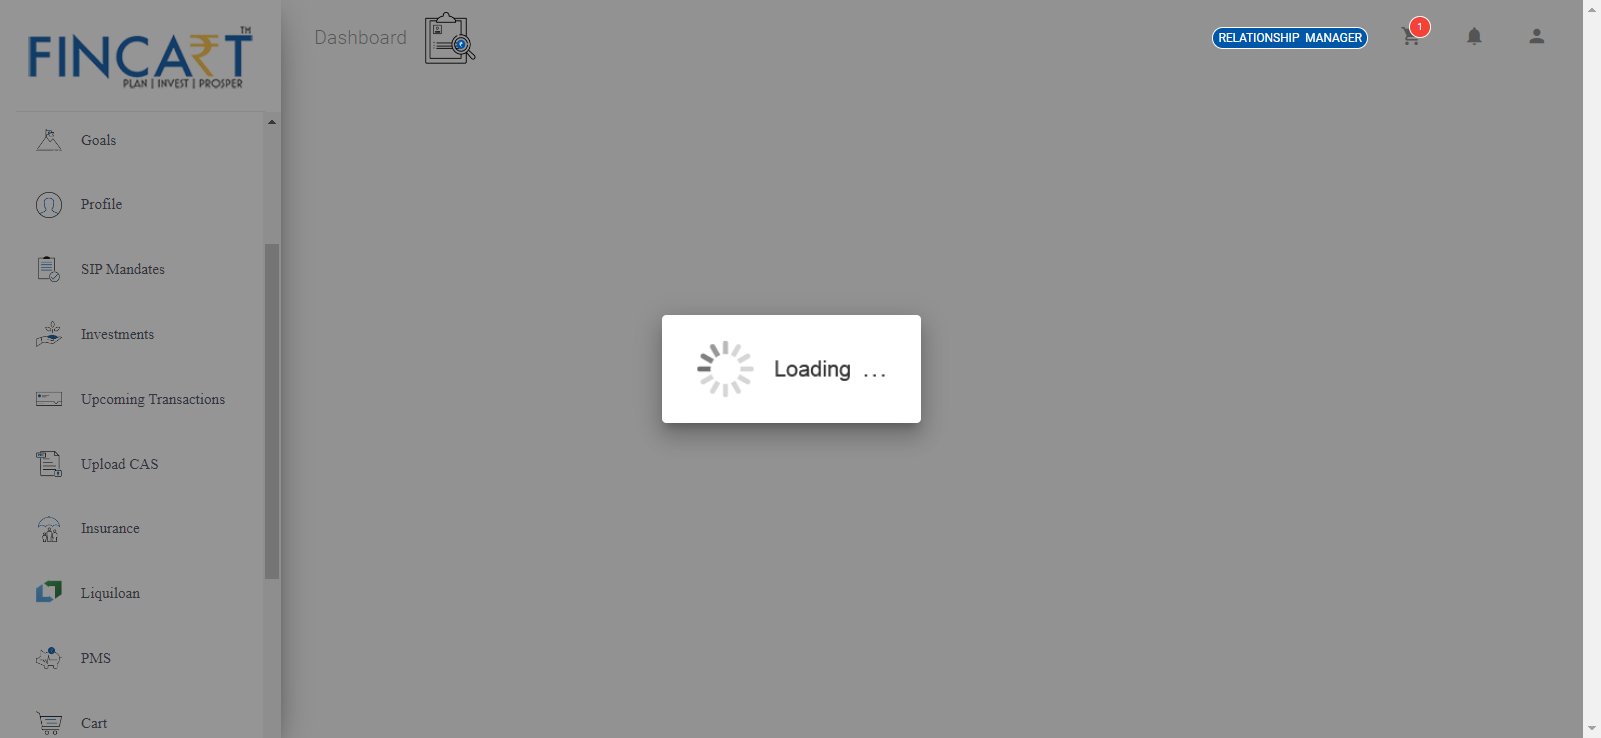 FINCART™
PLAN | INVEST | PROSPER
Dashboard
RELATIONSHIP MANAGER
1
Goals
Profile
SIP Mandates
Investments
Upcoming Transactions
Upload CAS
Insurance
Liquiloan
PMS
Cart
Loading ...